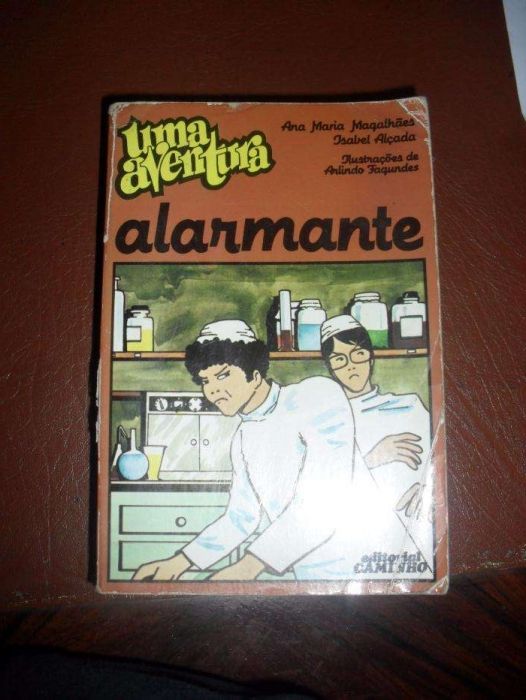 uma
aventura
Ana Maria Magalhães
Isabel Alçada
Ilustrações de
Arlindo Fagundes
alarmante
editorial
CAMINHO